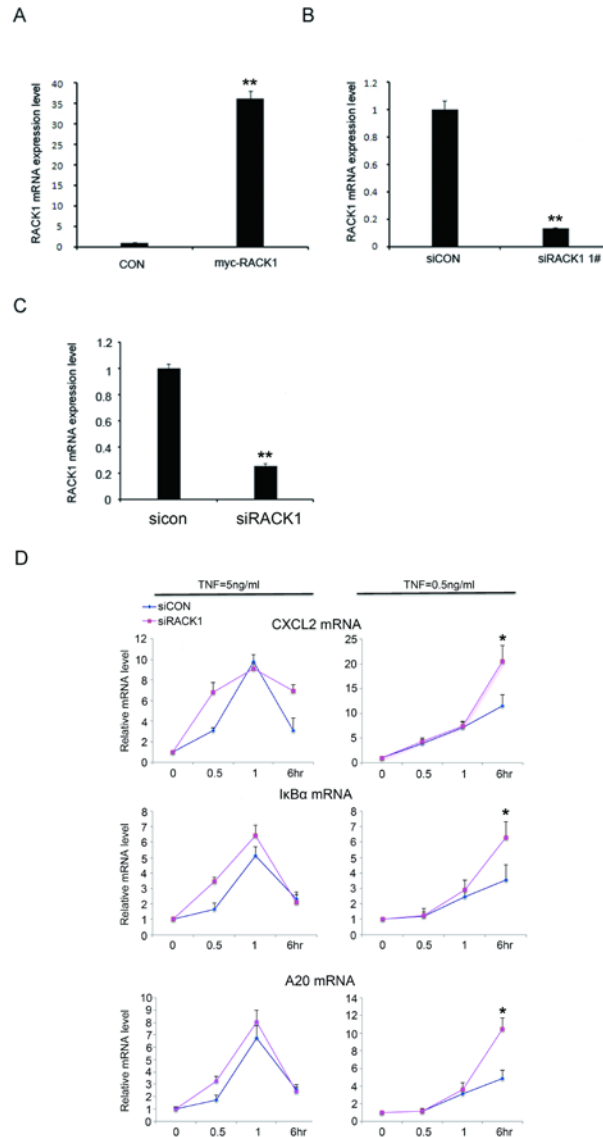 A
RACK1 mRNA expression level
40
35
30
25
20
15
10
5
0
**
CON
myc-RACK1
B
RACK1 mRNA expression level
1.2
1
0.8
0.6
0.4
0.2
0
**
siCON
siRACK1 1#
C
RACK1 mRNA expression level
1.2
1
0.8
0.6
0.4
0.2
0
**
sicon
siRACK1
D
TNF=5ng/ml
TNF=0.5ng/ml
siCON
siRACK1
CXCL2 mRNA
Relative mRNA level
12
10
8
6
4
2
0
0 0.5 1 6hr
25
20
15
10
5
0
*
0 0.5 1 6hr
IκBα mRNA
Relative mRNA level
8
7
6
5
4
3
2
1
0
0 0.5 1 6hr
8
7
6
5
4
3
2
1
0
*
0 0.5 1 6hr
A20 mRNA
Relative mRNA level
10
9
8
7
6
5
4
3
2
1
0
0 0.5 1 6hr
14
12
10
8
6
4
2
0
*
0 0.5 1 6hr